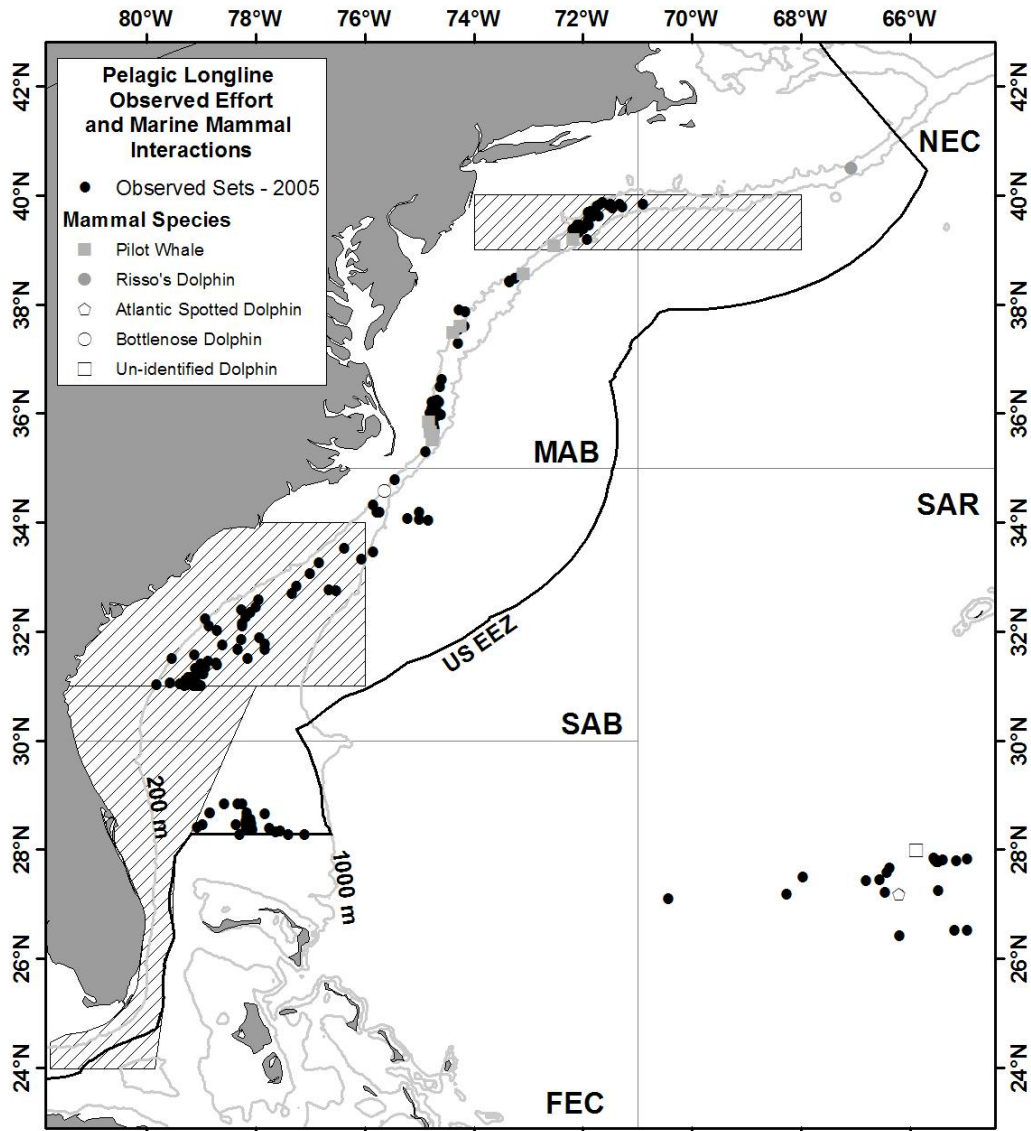 80°W 78°W 76°W 74°W 72°W 70°W 68°W 66°W
Pelagic Longline
Observed Effort
and Marine Mammal
Interactions
Observed Sets - 2005
Mammal Species
Pilot Whale
Risso's Dolphin
Atlantic Spotted Dolphin
Bottlenose Dolphin
Un-identified Dolphin
42°N 42°N
NEC
40°N 40°N
38°N 38°N
36°N 36°N
MAB
SAR
34°N 34°N
32°N 32°N
US EEZ
SAB
30°N 30°N
200 m
28°N 28°N
1000 m
26°N 26°N
24°N 24°N
FEC